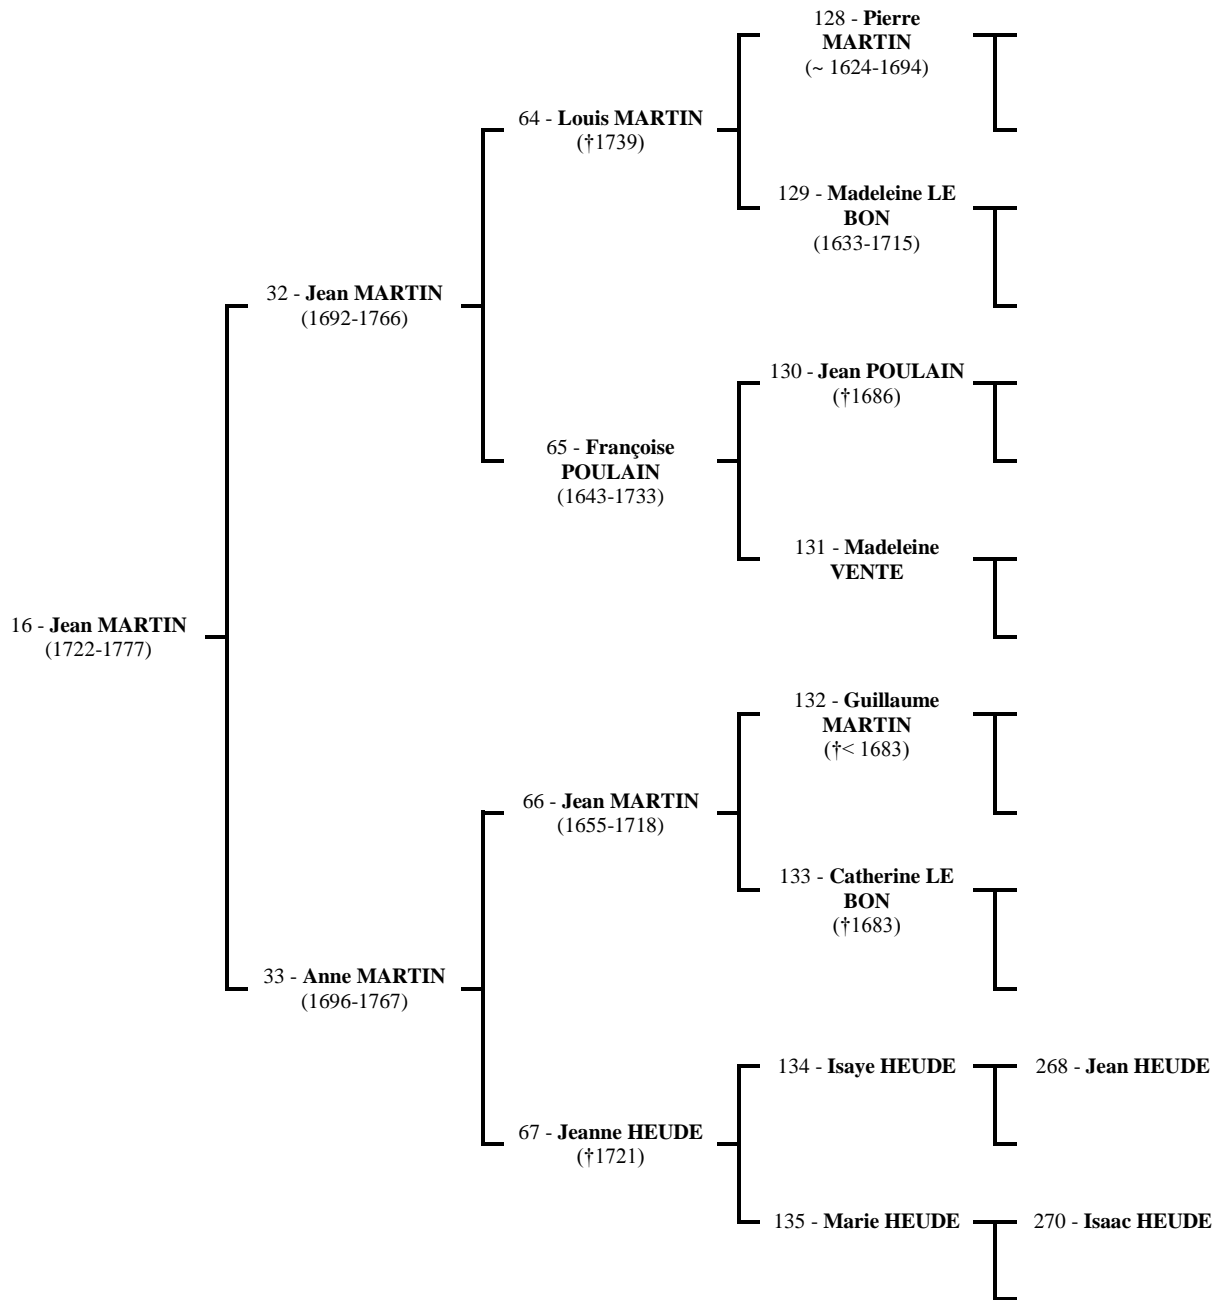 128 - Pierre
MARTIN
(~ 1624-1694)
64 - Louis MARTIN
(†1739)
129 - Madeleine LE
BON
(1633-1715)
32 - Jean MARTIN
(1692-1766)
130 - Jean POULAIN
(†1686)
65 - Françoise
POULAIN
(1643-1733)
131 - Madeleine
VENTE
16 - Jean MARTIN
(1722-1777)
132 - Guillaume
MARTIN
(†< 1683)
66 - Jean MARTIN
(1655-1718)
133 - Catherine LE
BON
(†1683)
33 - Anne MARTIN
(1696-1767)
134 - Isaye HEUDE
268 - Jean HEUDE
67 - Jeanne HEUDE
(†1721)
135 - Marie HEUDE
270 - Isaac HEUDE